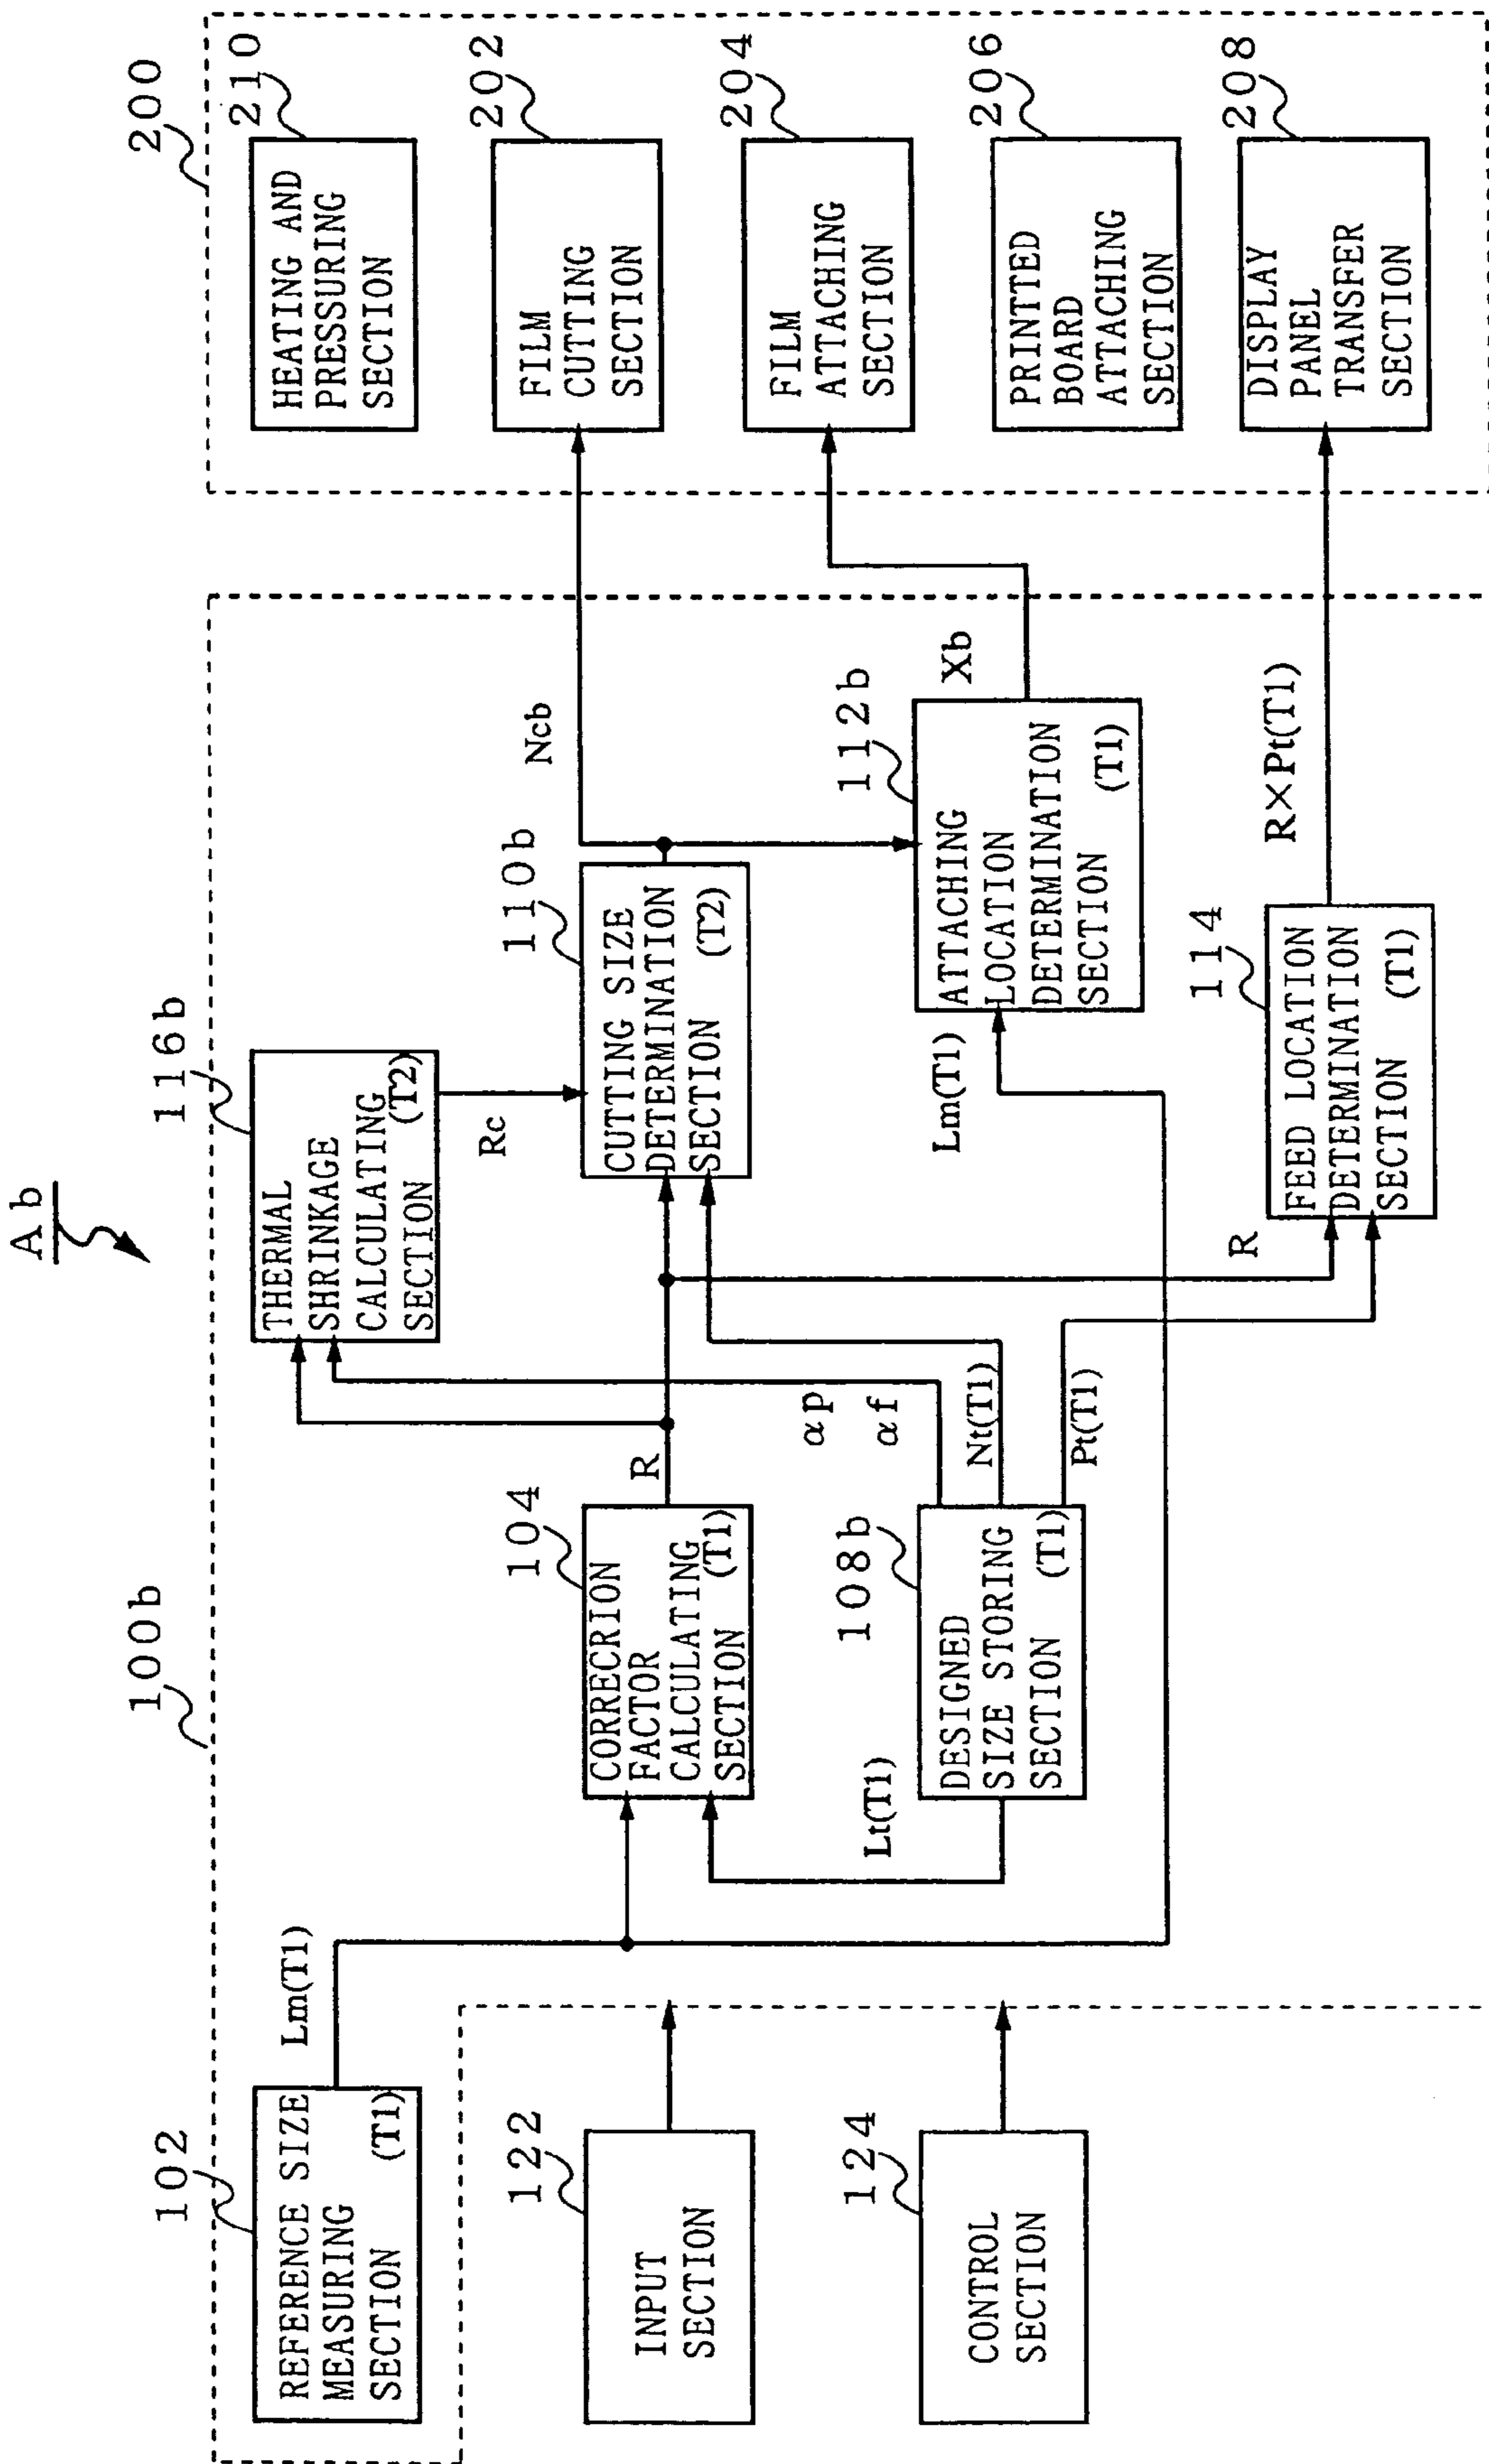 Ab
100b
200
102
REFERENCE SIZE
MEASURING
SECTION (T1)
Lm(T1)
122
INPUT
SECTION
124
CONTROL
SECTION
104
CORRECRION
FACTOR
CALCULATING
SECTION (T1)
R
108b
DESIGNED
SIZE STORING
SECTION (T1)
Lt(T1)
αp
αf
Nt(T1)
Pt(T1)
116b
THERMAL
SHRINKAGE
CALCULATING
SECTION (T2)
Rc
110b
CUTTING SIZE
DETERMINATION
SECTION (T2)
Ncb
Lm(T1)
112b
ATTACHING
LOCATION
DETERMINATION
SECTION (T1)
Xb
R
114
FEED LOCATION
DETERMINATION
SECTION (T1)
R×Pt(T1)
210
HEATING AND
PRESSURING
SECTION
202
FILM
CUTTING
SECTION
204
FILM
ATTACHING
SECTION
206
PRINTED
BOARD
ATTACHING
SECTION
208
DISPLAY
PANEL
TRANSFER
SECTION